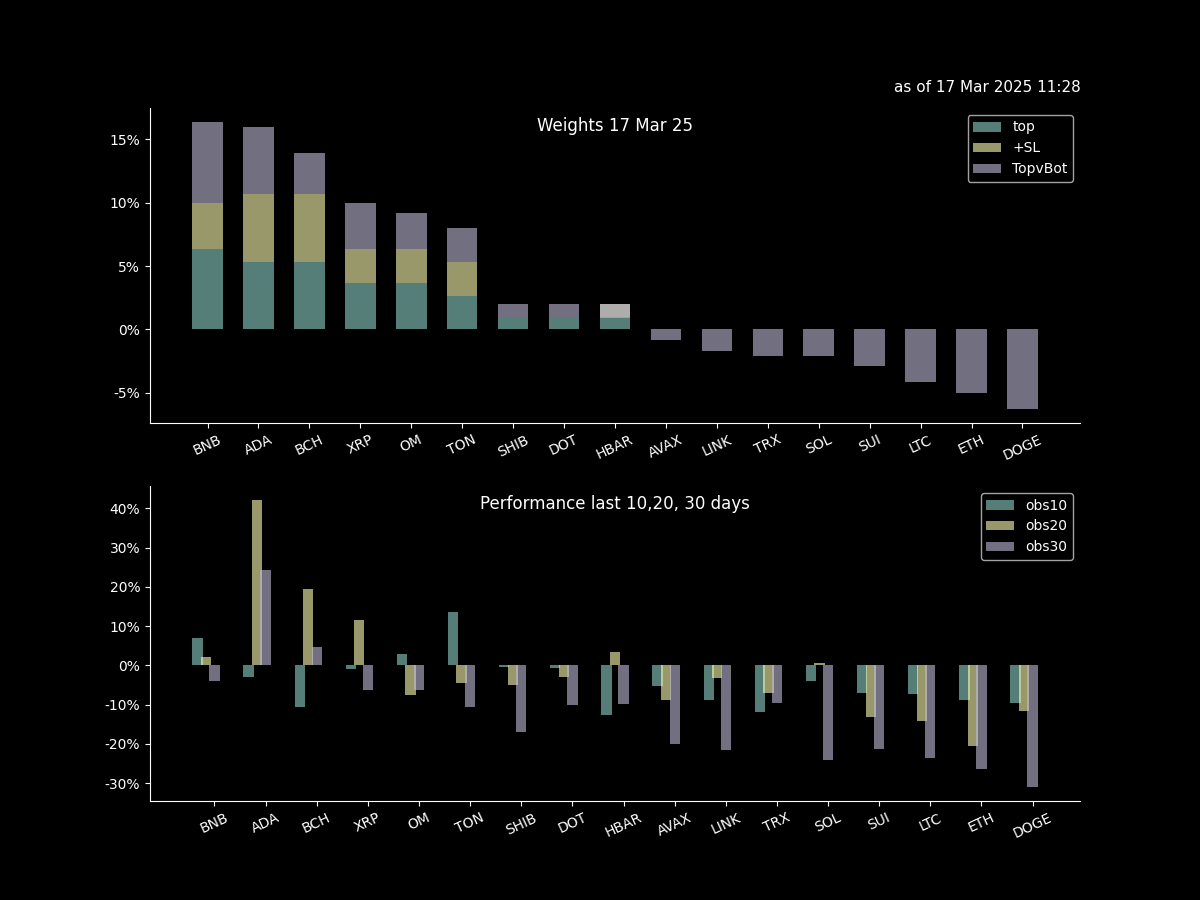 as of 17 Mar 2025 11:28
Weights 17 Mar 25
top
+SL
TopvBot
15%
10%
5%
0%
-5%
BNB ADA BCH XRP OM TON SHIB DOT HBAR AVAX LINK TRX SOL SUI LTC ETH DOGE
Performance last 10,20, 30 days
obs10
obs20
obs30
40%
30%
20%
10%
0%
-10%
-20%
-30%
BNB ADA BCH XRP OM TON SHIB DOT HBAR AVAX LINK TRX SOL SUI LTC ETH DOGE